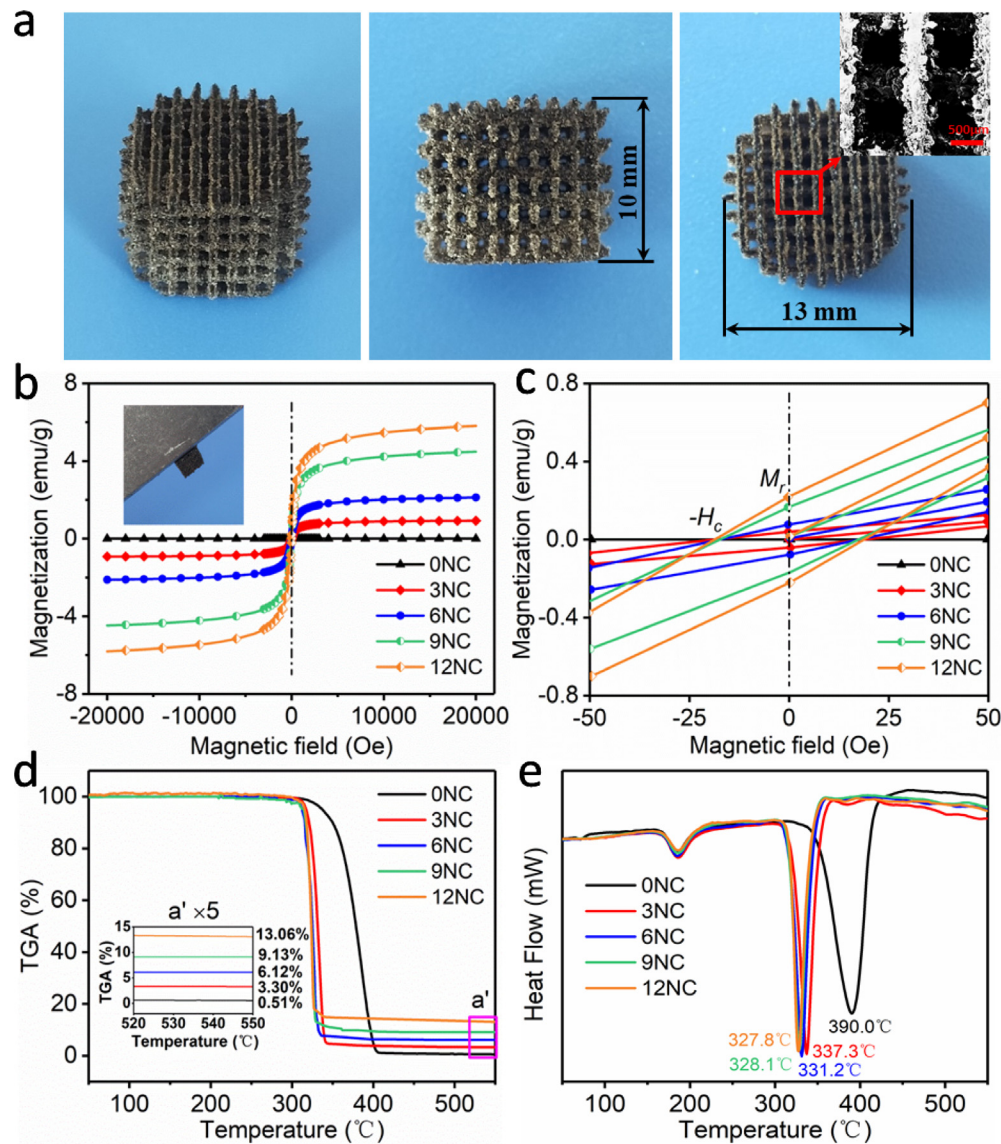 a
500μm
10 mm
13 mm
b
Magnetization (emu/g)
8
4
0
-4
-8
0NC
3NC
6NC
9NC
12NC
-20000 -10000 0 10000 20000
Magnetic field (Oe)
c
Magnetization (emu/g)
0.8
0.4
0.0
-0.4
-0.8
Mr
-Hc
0NC
3NC
6NC
9NC
12NC
-50 -25 0 25 50
Magnetic field (Oe)
d
TGA (%)
100
80
60
40
20
0
0NC
3NC
6NC
9NC
12NC
a' ×5
TGA (%)
15
10
5
0
13.06%
9.13%
6.12%
3.30%
0.51%
520 530 540 550
Temperature (℃)
a'
100 200 300 400 500
Temperature (℃)
e
Heat Flow (mW)
0NC
3NC
6NC
9NC
12NC
390.0℃
327.8℃
337.3℃
328.1℃
331.2℃
100 200 300 400 500
Temperature (℃)